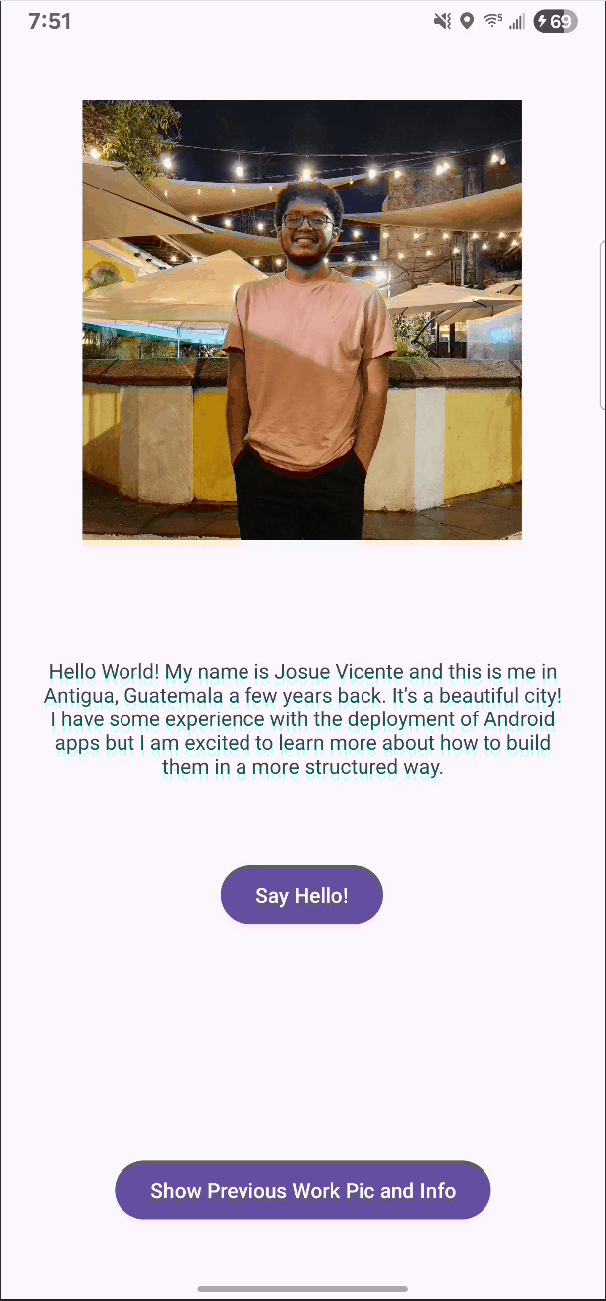 7:51
5 69
Hello World! My name is Josue Vicente and this is me in
Antigua, Guatemala a few years back. It's a beautiful city!
I have some experience with the deployment of Android
apps but I am excited to learn more about how to build
them in a more structured way.
Say Hello!
Show Previous Work Pic and Info